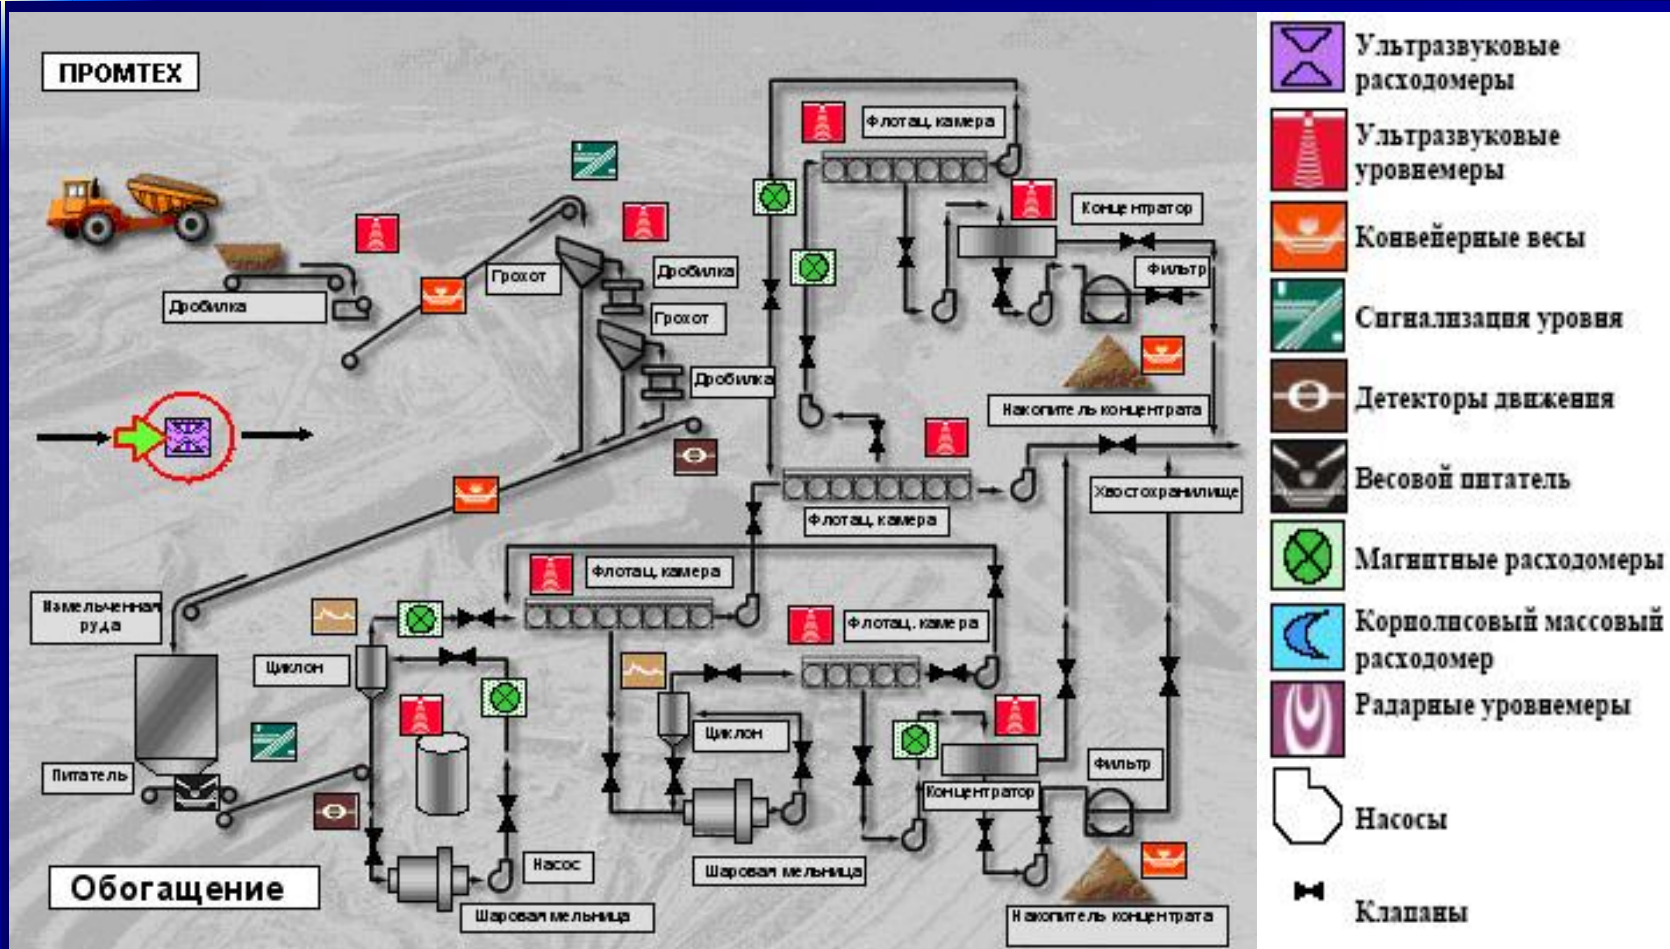 ПРОМТЕХ
Дробилка
Грохот
Дробилка
Грохот
Дробилка
Флотац. камера
Концентратор
Фильтр
Накопитель концентрата
Хвостохранилище
Флотац. камера
Флотац. камера
Флотац. камера
Измельченная
руда
Циклон
Питатель
Циклон
Фильтр
Концентратор
Насос
Шаровая мельница
Шаровая мельница
Накопитель концентрата
Обогащение
Ультразвуковые
расходомеры
Ультразвуковые
уровнемеры
Конвейерные весы
Сигнализация уровня
Детекторы движения
Весовой питатель
Магнитные расходомеры
Кориолисовый массовый
расходомер
Радарные уровнемеры
Насосы
Клапаны